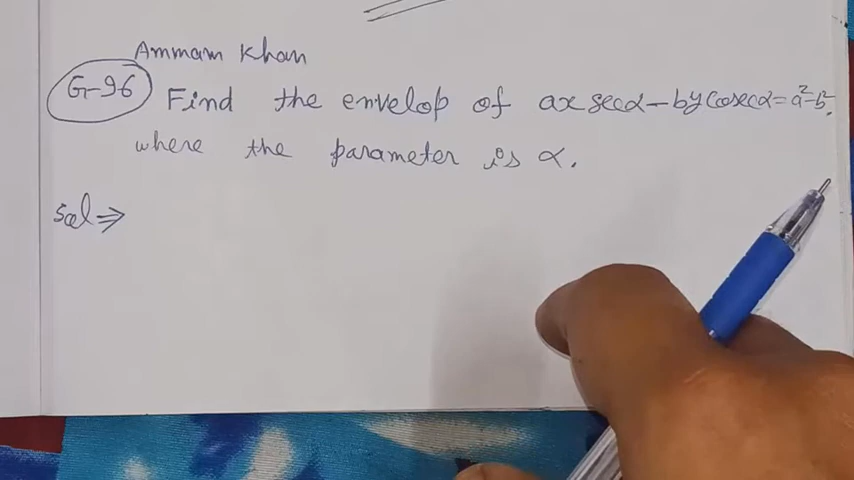 Ammam Khan
G-96 Find the envelop of ax secα - by cosecα = a² - b².
where the parameter is α.
Sol ⇒